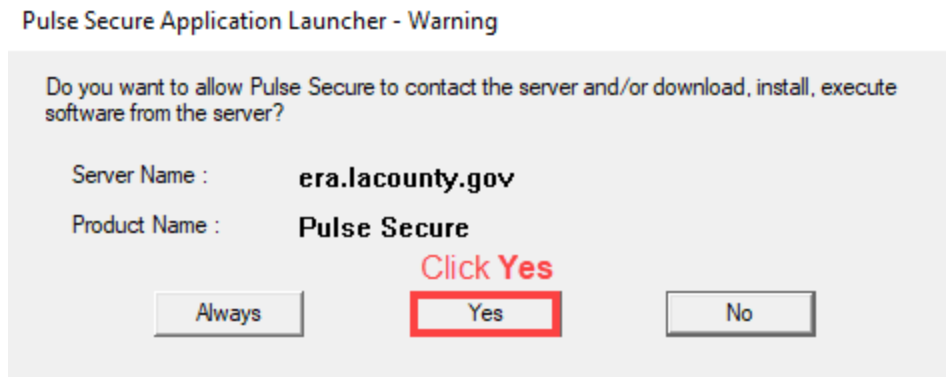 Pulse Secure Application Launcher - Warning
Do you want to allow Pulse Secure to contact the server and/or download, install, execute
software from the server?
Server Name : era.lacounty.gov
Product Name : Pulse Secure
Click Yes
Always Yes No